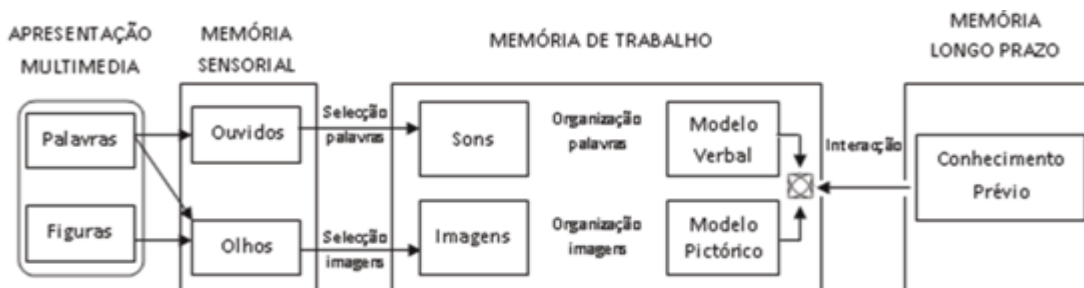 APRESENTAÇÃO
MULTIMEDIA
Palavras
Figuras
MEMÓRIA
SENSORIAL
Ouvidos
Olhos
Selecção
palavras
Selecção
imagens
MEMÓRIA DE TRABALHO
Sons
Imagens
Organização
palavras
Organização
imagens
Modelo
Verbal
Modelo
Pictórico
Interacção
MEMÓRIA
LONGO PRAZO
Conhecimento
Prévio